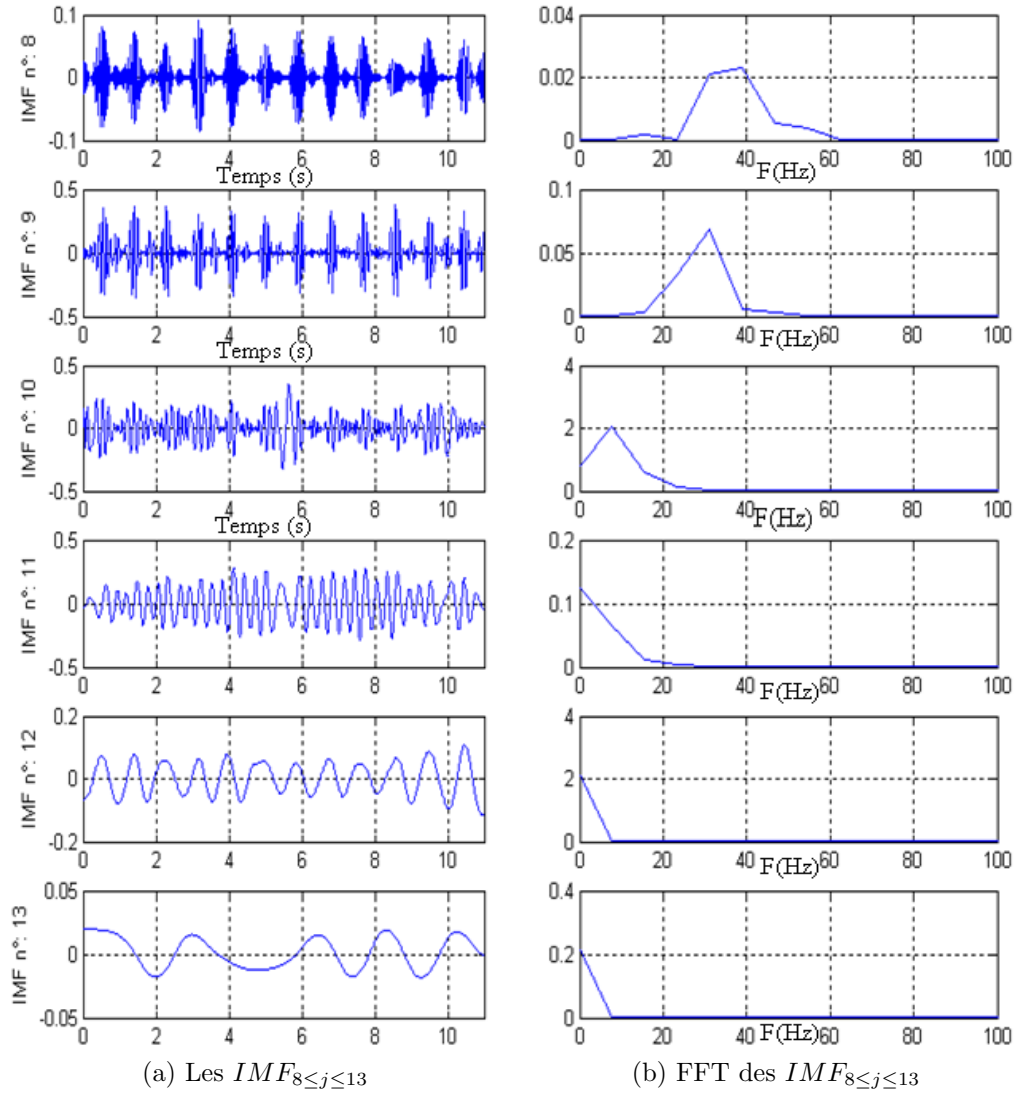 IMF n°: 8
0.1
0
-0.1
0 2 4 6 8 10
Temps (s)
0.04
0.02
0
0 20 40 60 80 100
F(Hz)
IMF n°: 9
0.5
0
-0.5
0 2 4 6 8 10
Temps (s)
0.1
0.05
0
0 20 40 60 80 100
F(Hz)
IMF n°: 10
0.5
0
-0.5
0 2 4 6 8 10
Temps (s)
4
2
0
0 20 40 60 80 100
F(Hz)
IMF n°: 11
0.5
0
-0.5
0 2 4 6 8 10
0.2
0.1
0
0 20 40 60 80 100
F(Hz)
IMF n°: 12
0.2
0
-0.2
0 2 4 6 8 10
4
2
0
0 20 40 60 80 100
F(Hz)
IMF n°: 13
0.05
0
-0.05
0 2 4 6 8 10
0.4
0.2
0
0 20 40 60 80 100
F(Hz)
(a) Les IMF8≤j≤13
(b) FFT des IMF8≤j≤13